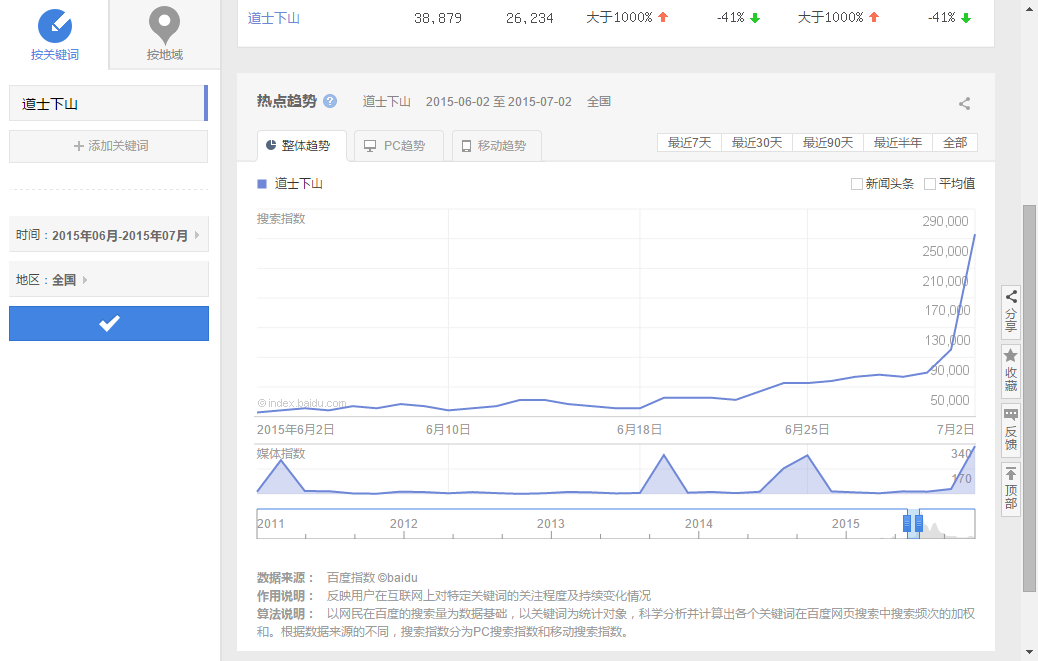 按关键词
按地域
道士下山
+ 添加关键词
时间：2015年06月-2015年07月
地区：全国
道士下山 38,879 26,234 大于1000% -41% 大于1000% -41%
热点趋势 ? 道士下山 2015-06-02 至 2015-07-02 全国
整体趋势 PC趋势 移动趋势 最近7天 最近30天 最近90天 最近半年 全部
道士下山 新闻头条 平均值
搜索指数
290,000
250,000
210,000
170,000
130,000
90,000
50,000
©index.baidu.com
2015年6月2日 6月10日 6月18日 6月25日 7月2日
媒体指数
340
170
2011 2012 2013 2014 2015
数据来源： 百度指数 ©baidu
作用说明： 反映用户在互联网上对特定关键词的关注程度及持续变化情况
算法说明： 以网民在百度的搜索量为数据基础，以关键词为统计对象，科学分析并计算出各个关键词在百度网页搜索中搜索频次的加权
和。根据数据来源的不同，搜索指数分为PC搜索指数和移动搜索指数。
分享
收藏
反馈
顶部